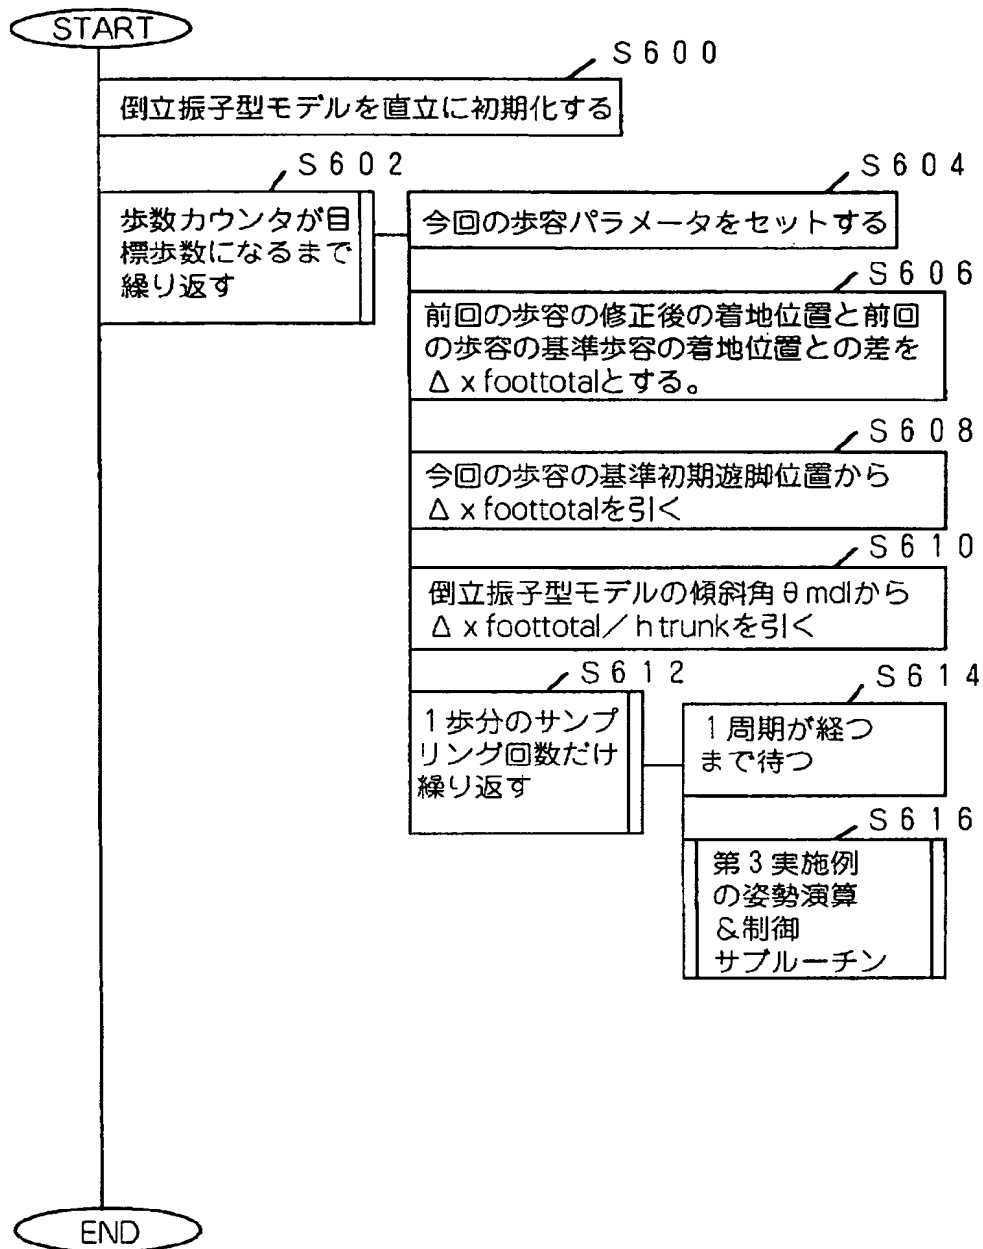 START
S600
倒立振子型モデルを直立に初期化する
S602
歩数カウンタが目
標歩数になるまで
繰り返す
S604
今回の歩容パラメータをセットする
S606
前回の歩容の修正後の着地位置と前回
の歩容の基準歩容の着地位置との差を
Δxfoottotalとする。
S608
今回の歩容の基準初期遊脚位置から
Δxfoottotalを引く
S610
倒立振子型モデルの傾斜角θmdlから
Δxfoottotal/htrunkを引く
S612
1歩分のサンプ
リング回数だけ
繰り返す
S614
1周期が経つ
まで待つ
S616
第3実施例
の姿勢演算
&制御
サブルーチン
END